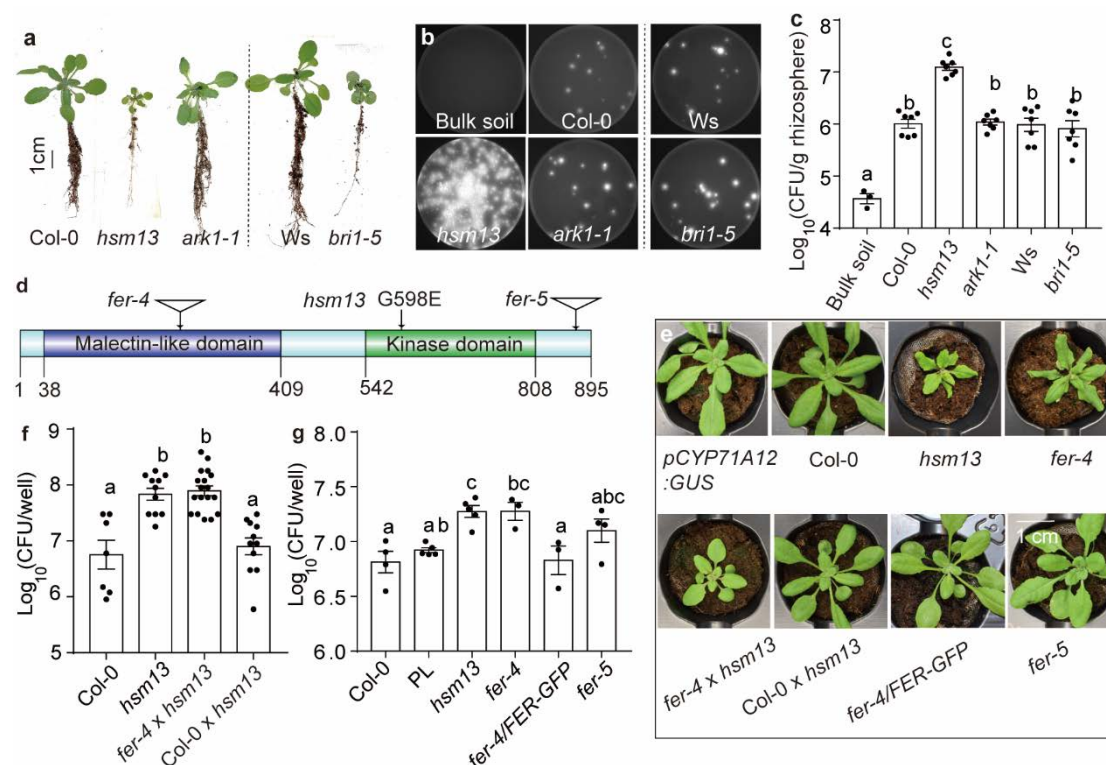 a
1cm
Col-0 hsm13 ark1-1 Ws bri1-5
b
Bulk soil Col-0 Ws
hsm13 ark1-1 bri1-5
c
Log10(CFU/g rhizosphere)
8
7
6
5
4
a b c b b b
Bulk soil Col-0 hsm13 ark1-1 Ws bri1-5
d
fer-4 hsm13 G598E fer-5
Malectin-like domain Kinase domain
1 38 409 542 808 895
e
pCYP71A12
:GUS
Col-0 hsm13 fer-4
1 cm
fer-4 x hsm13 Col-0 x hsm13 fer-4/FER-GFP fer-5
f
Log10(CFU/well)
9
8
7
6
5
a b b a
Col-0 hsm13 fer-4 x hsm13 Col-0 x hsm13
g
Log10(CFU/well)
8.0
7.5
7.0
6.5
6.0
a ab c bc a abc
Col-0 PL hsm13 fer-4 fer-4/FER-GFP fer-5